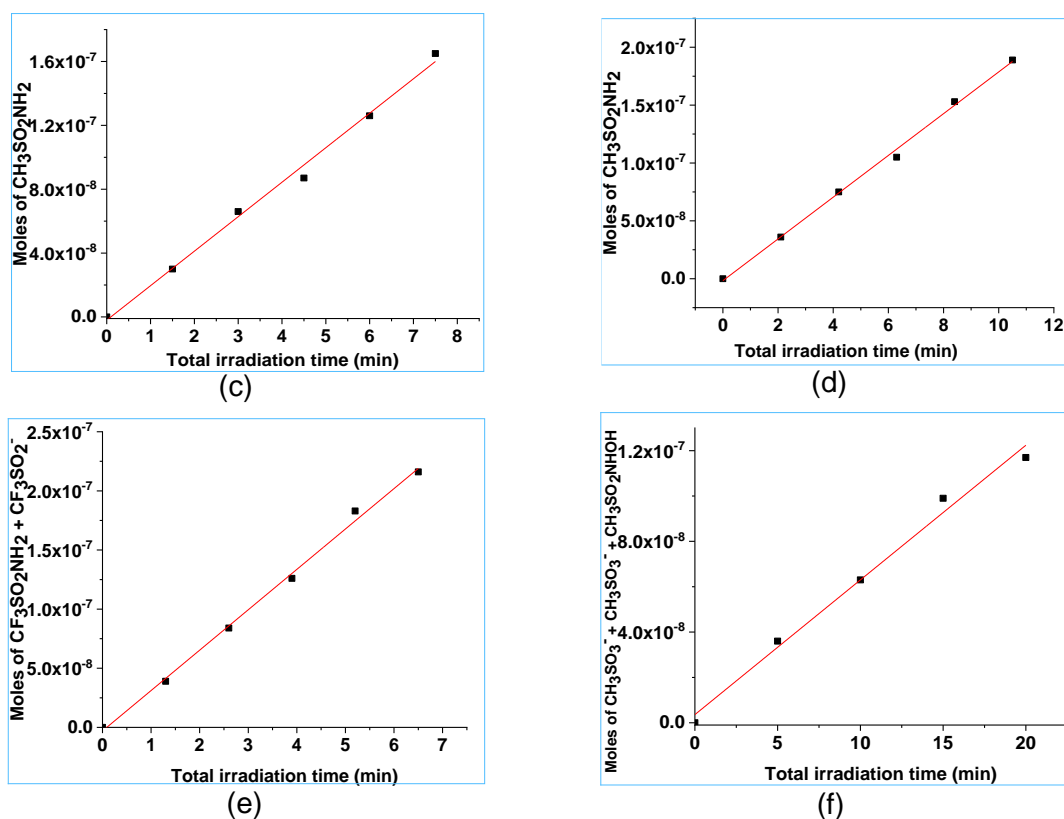 Moles of CH3SO2NH2
1.6x10-7
1.2x10-7
8.0x10-8
4.0x10-8
0.0
0 1 2 3 4 5 6 7 8
Total irradiation time (min)
(c)
Moles of CH3SO2NH2
2.0x10-7
1.5x10-7
1.0x10-7
5.0x10-8
0.0
0 2 4 6 8 10 12
Total irradiation time (min)
(d)
Moles of CF3SO2NH2 + CF3SO2-
2.5x10-7
2.0x10-7
1.5x10-7
1.0x10-7
5.0x10-8
0.0
0 1 2 3 4 5 6 7
Total irradiation time (min)
(e)
Moles of CH3SO3- + CH3SO3- + CH3SO2NHOH
1.2x10-7
8.0x10-8
4.0x10-8
0.0
0 5 10 15 20
Total irradiation time (min)
(f)